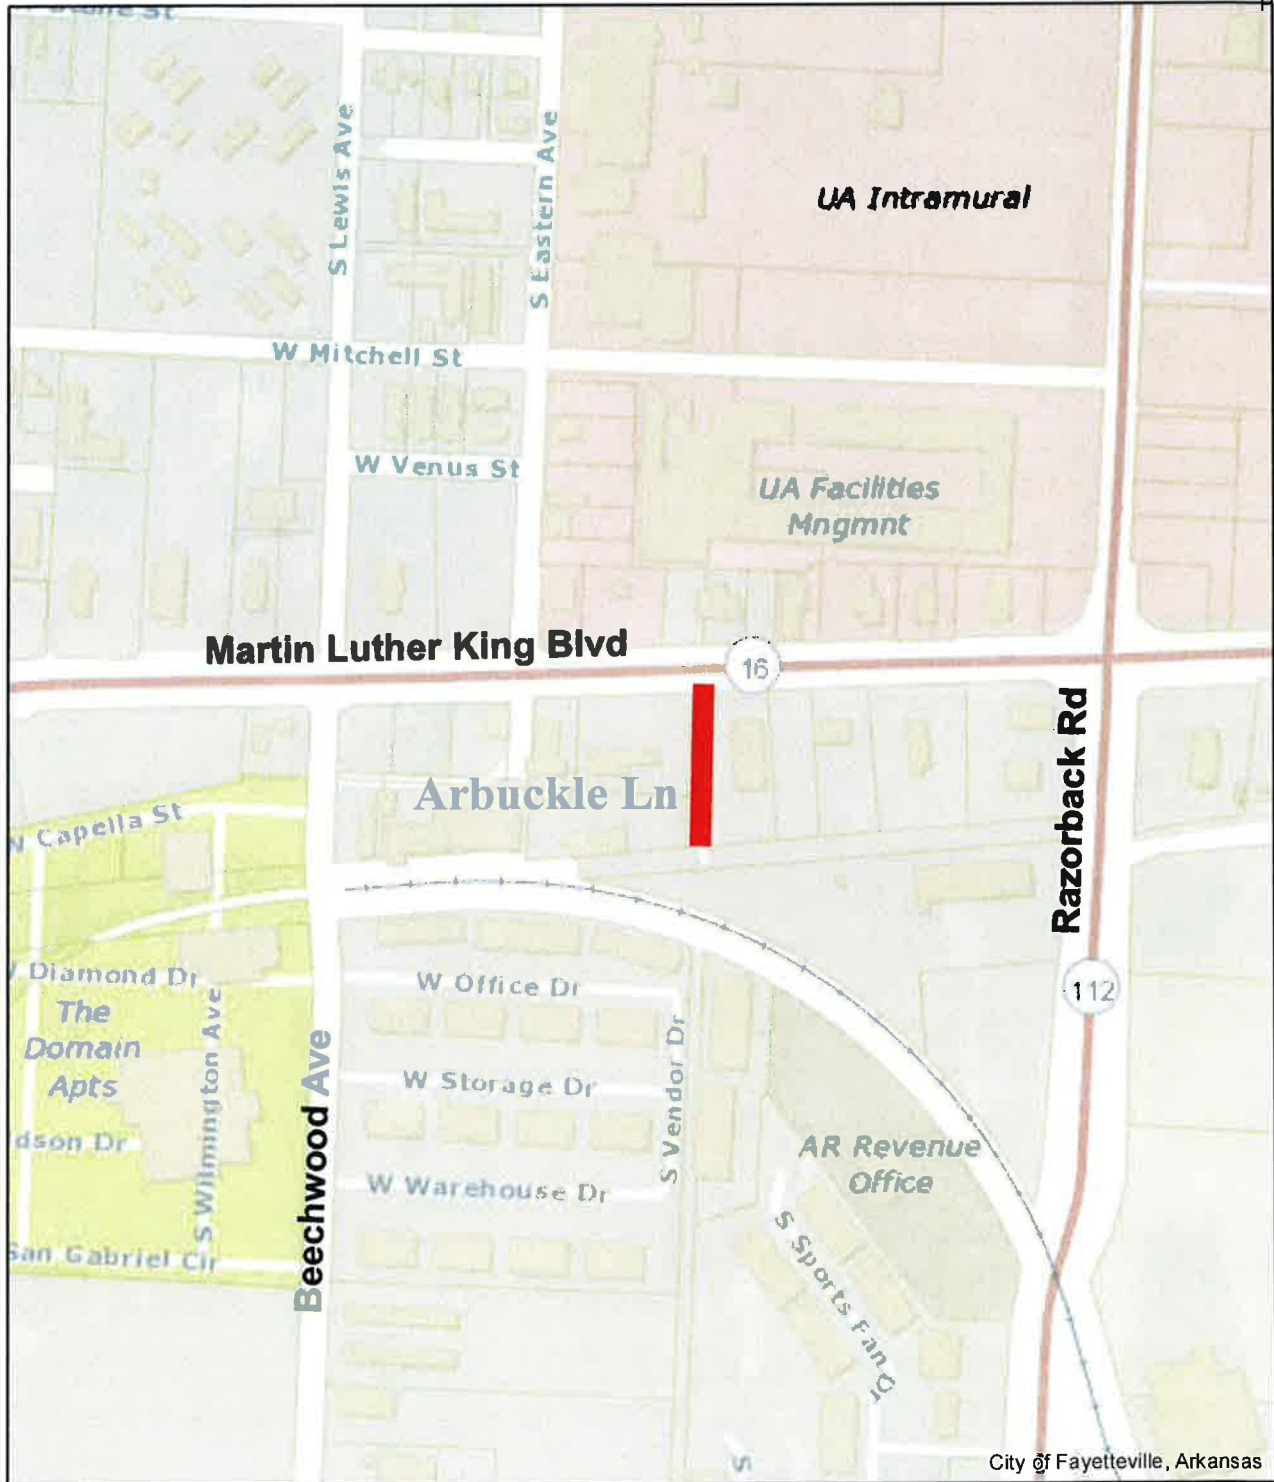 S Lewis Ave
S Eastern Ave
UA Intramural
W Mitchell St
W Venus St
UA Facilities
Mngmnt
Martin Luther King Blvd
16
Arbuckle Ln
Razorback Rd
W Capella St
W Diamond Dr
The
Domain
Apts
S Wilmington Ave
Beechwood Ave
W Office Dr
112
W Storage Dr
S Vendor Dr
dson Dr
AR Revenue
Office
W Warehouse Dr
San Gabriel Cir
S Sports Fan Dr
S
City of Fayetteville, Arkansas